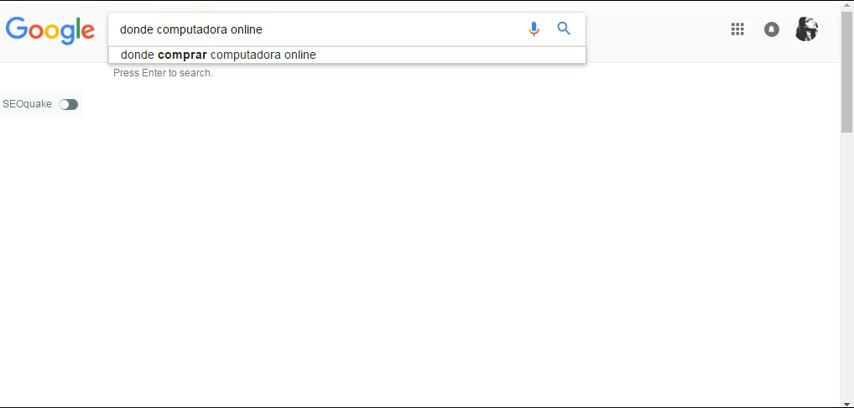 Google
donde computadora online
donde comprar computadora online
Press Enter to search.
SEOquake